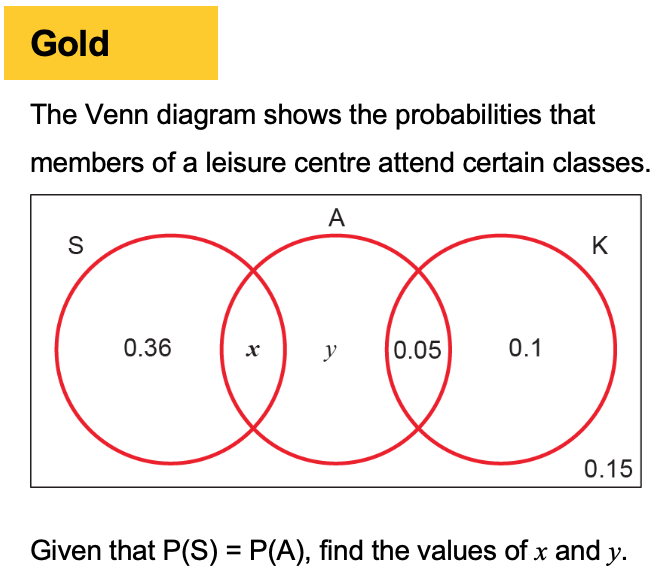 Gold
The Venn diagram shows the probabilities that
members of a leisure centre attend certain classes.
A
S
K
0.36
x
y
0.05
0.1
0.15
Given that P(S) = P(A), find the values of x and y.